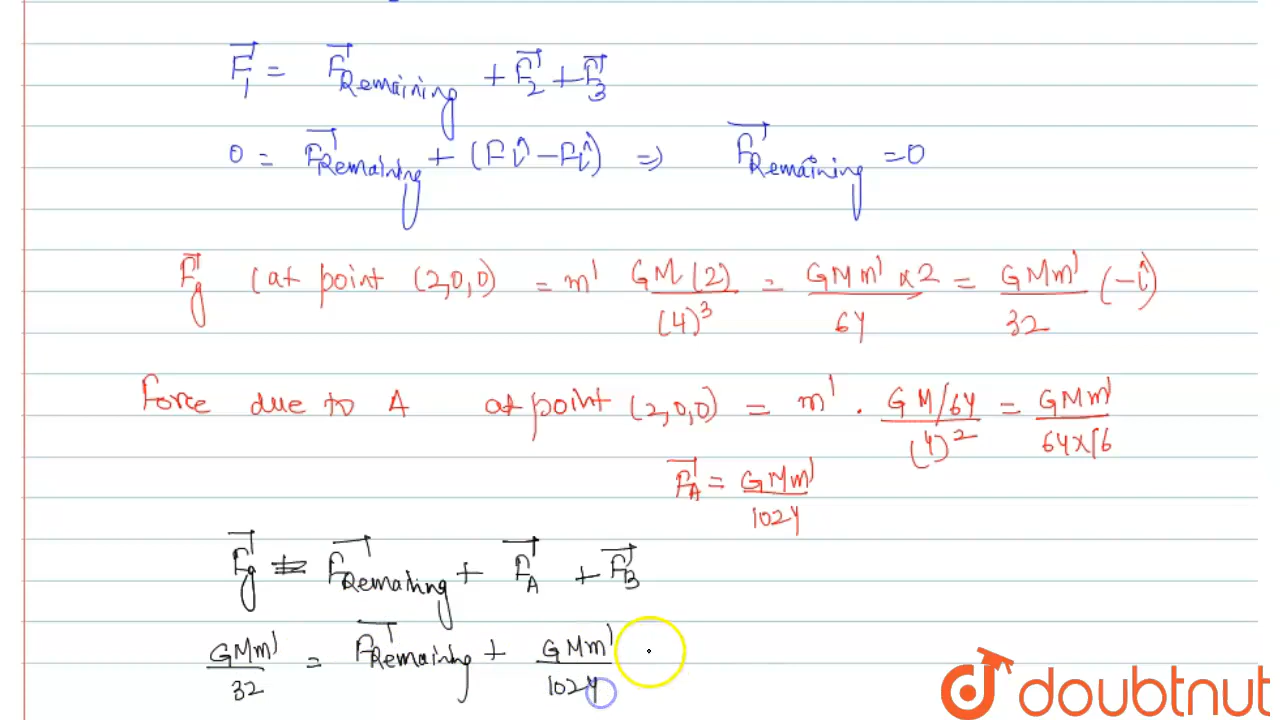 F⃗₁ = F⃗Remaining + F⃗₂ + F⃗₃
0 = F⃗Remaining + (Fî − Fî) ⇒ F⃗Remaining = 0
F⃗g (at point (2,0,0) = m' GM(2)/(4)³ = GMm'×2/64 = GMm'/32 (−î)
Force due to A at point (2,0,0) = m' . GM/64/(4)² = GMm'/64×16
F⃗A = GMm'/1024
F⃗g = F⃗Remaining + F⃗A + F⃗B
GMm'/32 = F⃗Remaining + GMm'/1024
doubtnut